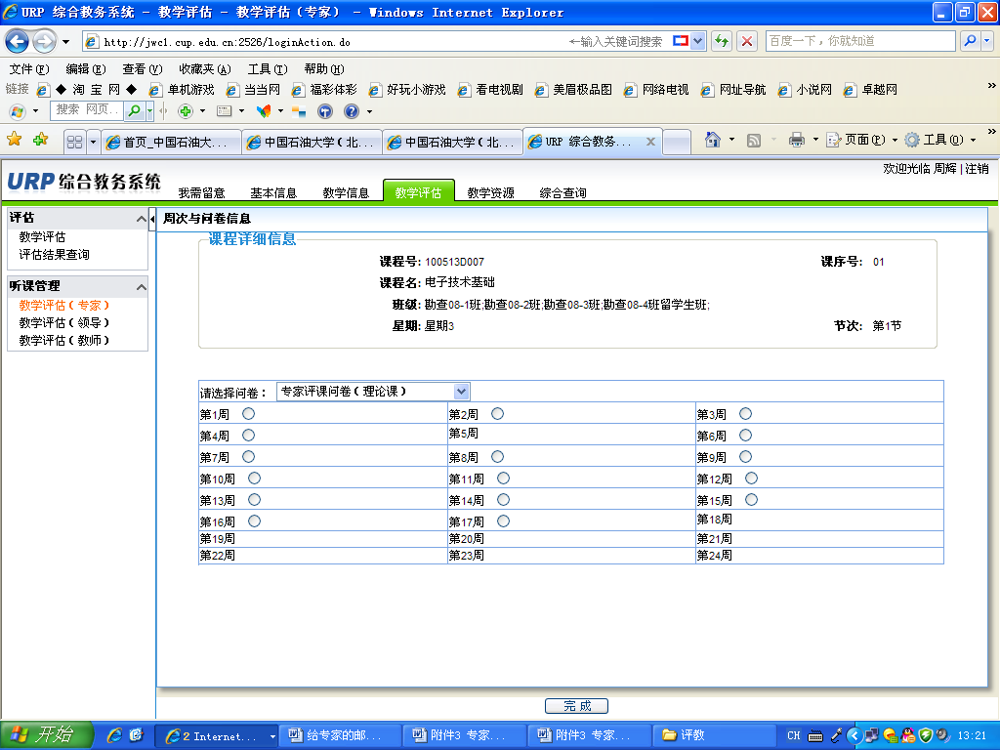 URP 综合教务系统 - 教学评估 - 教学评估（专家） - Windows Internet Explorer
http://jwc1.cup.edu.cn:2526/loginAction.do ←输入关键词搜索 百度一下，你就知道
文件(F) 编辑(E) 查看(V) 收藏夹(A) 工具(T) 帮助(H)
链接 ◆ 淘 宝 网 ◆ 单机游戏 当当网 福彩体彩 好玩小游戏 看电视剧 美眉极品图 网络电视 网址导航 小说网 卓越网 »
搜索 网页..
首页_中国石油大... 中国石油大学(北... 中国石油大学(北... URP 综合教务... X 页面(P) 工具(O) »
欢迎光临 周辉 | 注销
URP综合教务系统 我需留意 基本信息 教学信息 教学评估 教学资源 综合查询
评估
教学评估
评估结果查询
听课管理
教学评估(专家)
教学评估(领导)
教学评估(教师)
周次与问卷信息
课程详细信息
课程号: 100513D007 课序号: 01
课程名: 电子技术基础
班级: 勘查08-1班;勘查08-2班;勘查08-3班;勘查08-4班留学生班;
星期: 星期3 节次: 第1节
请选择问卷： 专家评课问卷(理论课)
第1周 第2周 第3周
第4周 第5周 第6周
第7周 第8周 第9周
第10周 第11周 第12周
第13周 第14周 第15周
第16周 第17周 第18周
第19周 第20周 第21周
第22周 第23周 第24周
完成
开始 2 Internet... 给专家的邮... 附件3 专家... 附件3 专家... 评教 CH 13:21